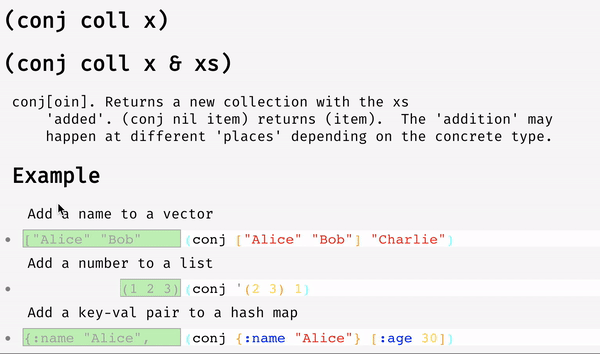 (conj coll x)
(conj coll x & xs)
conj[oin]. Returns a new collection with the xs
'added'. (conj nil item) returns (item). The 'addition' may
happen at different 'places' depending on the concrete type.
Example
Add a name to a vector
["Alice" "Bob" (conj ["Alice" "Bob"] "Charlie")
Add a number to a list
(1 2 3) (conj '(2 3) 1)
Add a key-val pair to a hash map
{:name "Alice", (conj {:name "Alice"} [:age 30])